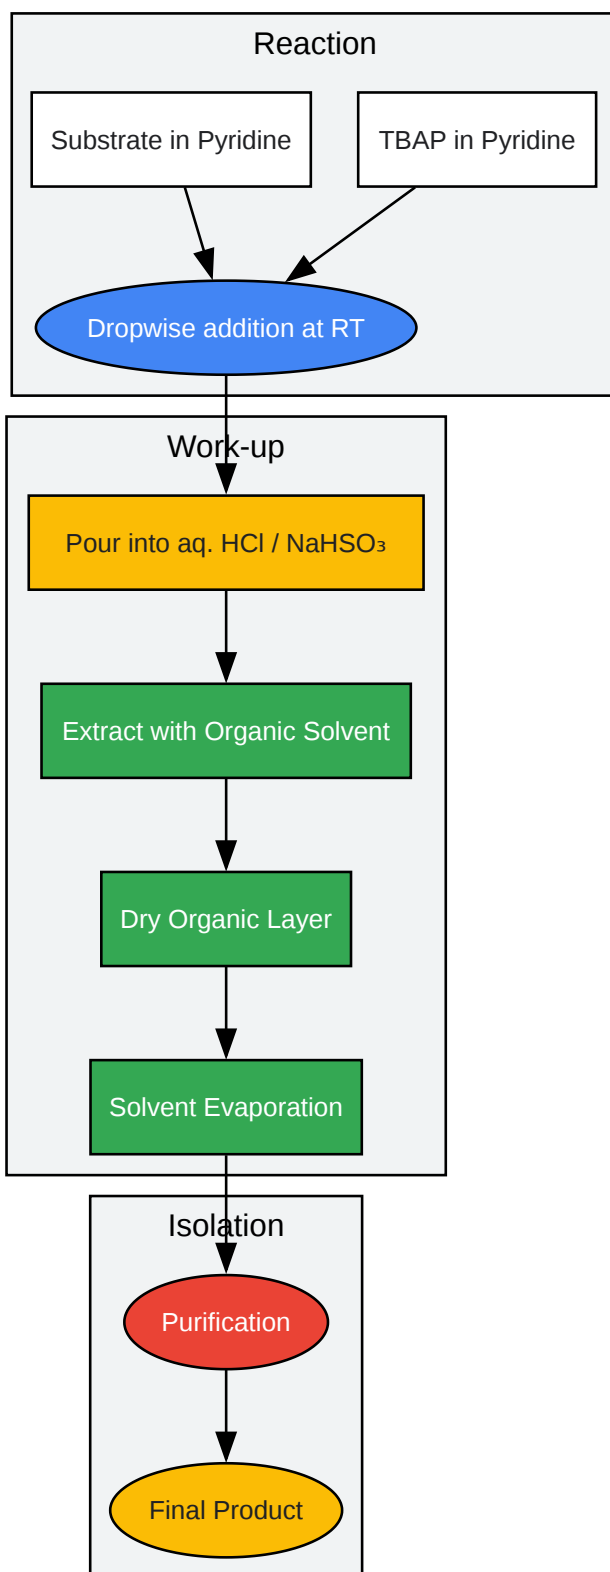 Reaction
Substrate in Pyridine
TBAP in Pyridine
Dropwise addition at RT
Work-up
Pour into aq. HCl / NaHSO₃
Extract with Organic Solvent
Dry Organic Layer
Solvent Evaporation
Isolation
Purification
Final Product